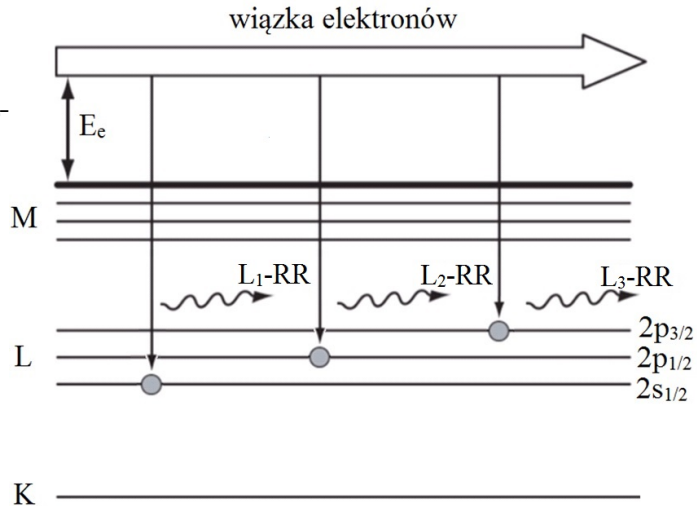 wiązka elektronów
Eₑ
M
L₁-RR
L₂-RR
L₃-RR
2p₃/₂
L
2p₁/₂
2s₁/₂
K